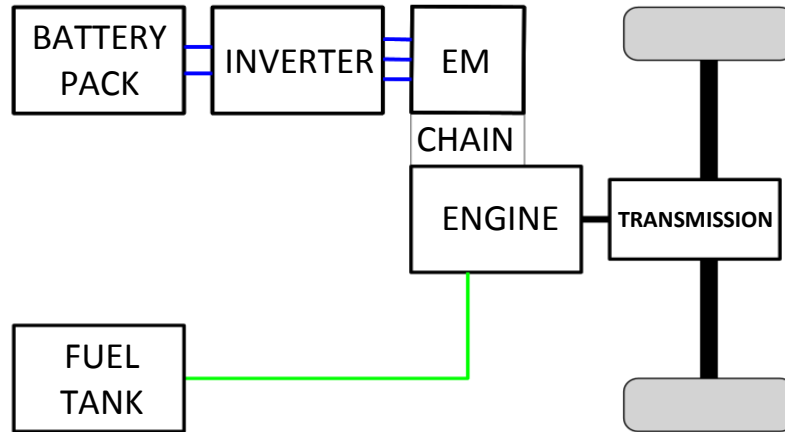 BATTERY
PACK
INVERTER
EM
CHAIN
ENGINE
TRANSMISSION
FUEL
TANK